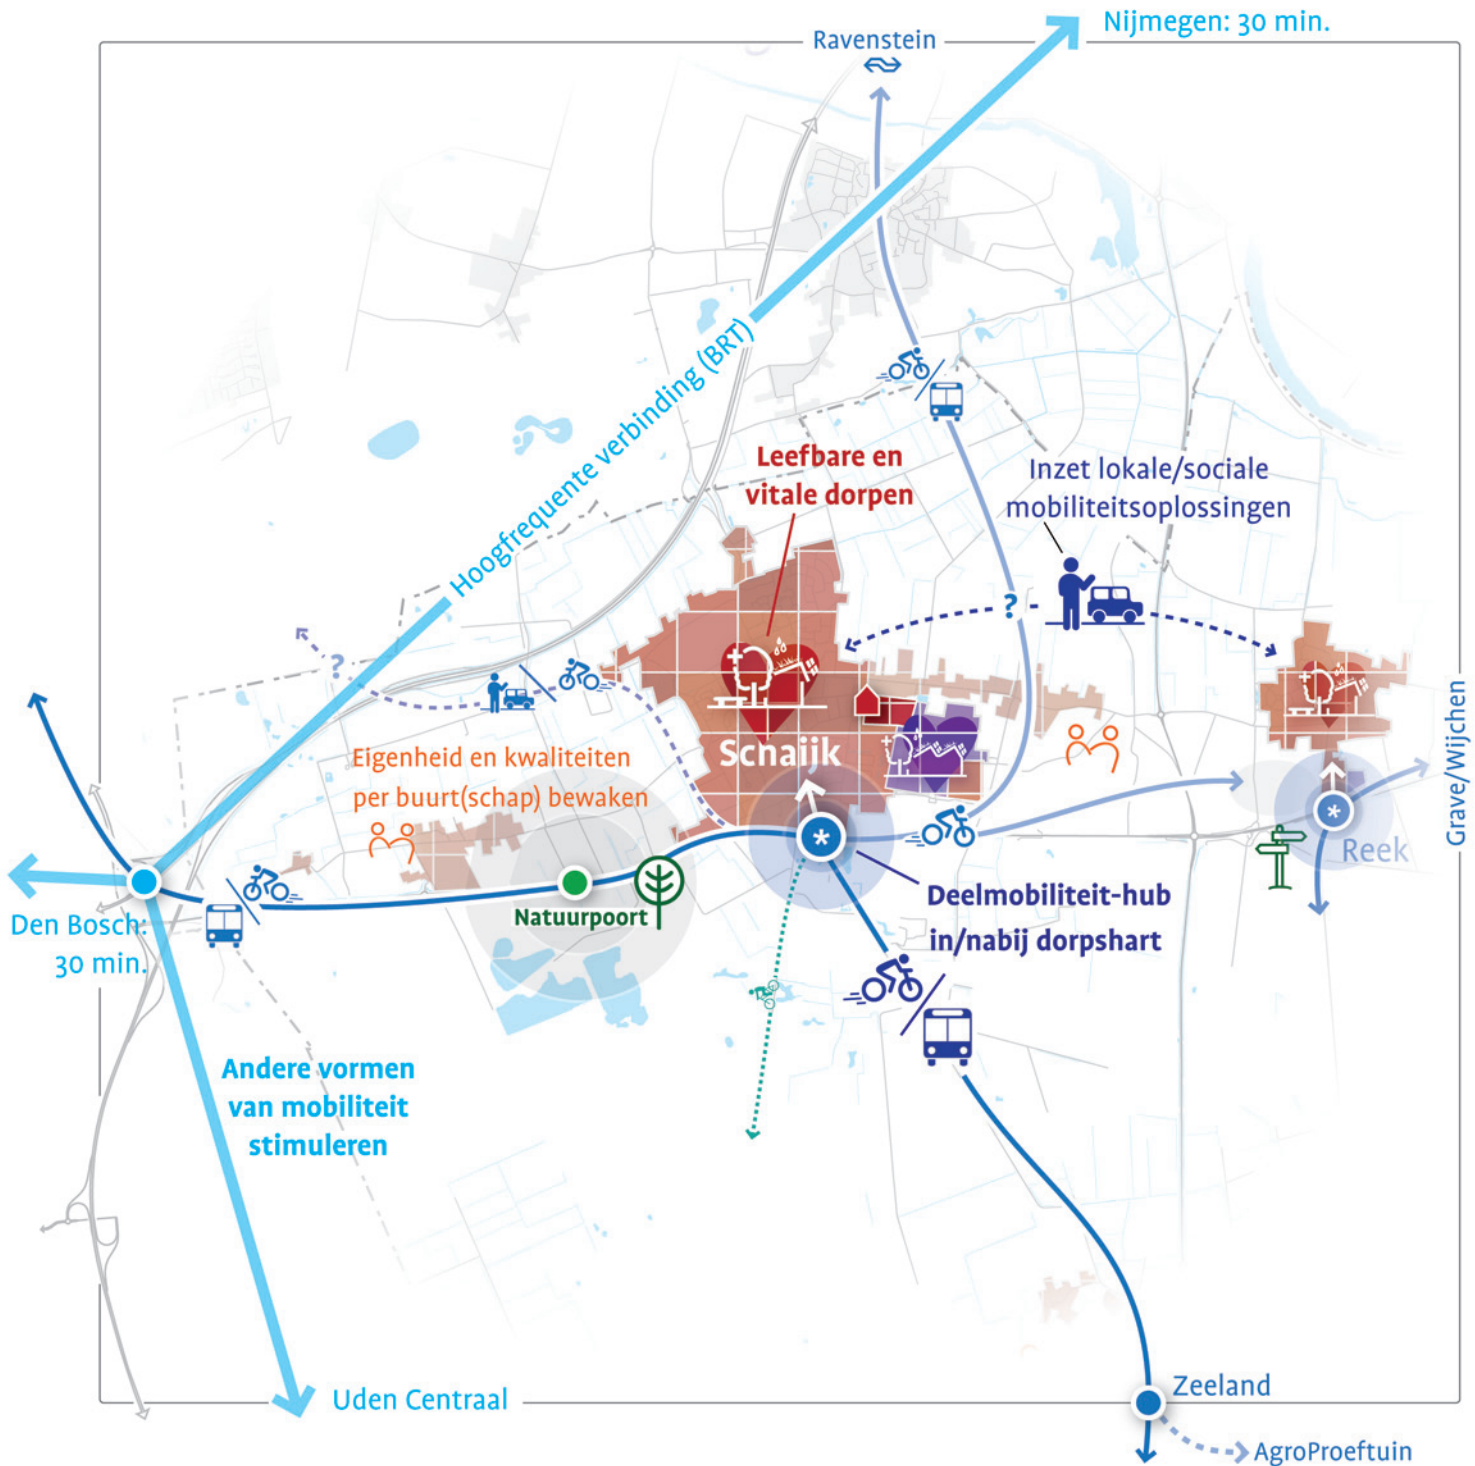 Nijmegen: 30 min.
Ravenstein
Hoogfrequente verbinding (BRT)
Leefbare en
vitale dorpen
Inzet lokale/sociale
mobiliteitsoplossingen
?
?
Eigenheid en kwaliteiten
per buurt(schap) bewaken
Schaijk
Grave/Wijchen
*
*
Reek
Natuurpoort
Deelmobiliteit-hub
in/nabij dorpshart
Den Bosch:
30 min.
Andere vormen
van mobiliteit
stimuleren
Uden Centraal
Zeeland
AgroProeftuin